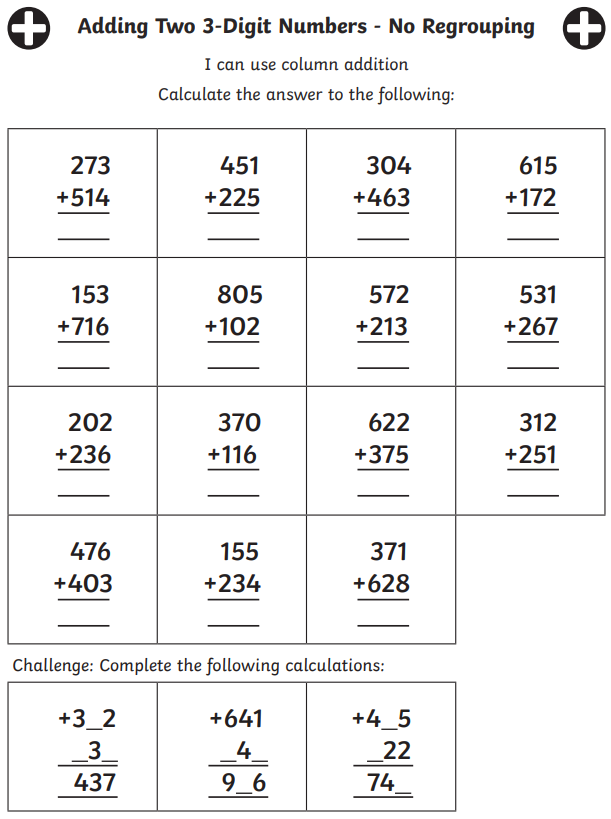 Adding Two 3-Digit Numbers - No Regrouping
I can use column addition
Calculate the answer to the following:
273 451 304 615
+514 +225 +463 +172
153 805 572 531
+716 +102 +213 +267
202 370 622 312
+236 +116 +375 +251
476 155 371
+403 +234 +628
Challenge: Complete the following calculations:
+3_2 +641 +4_5
_3_ _4_ _22
437 9_6 74_